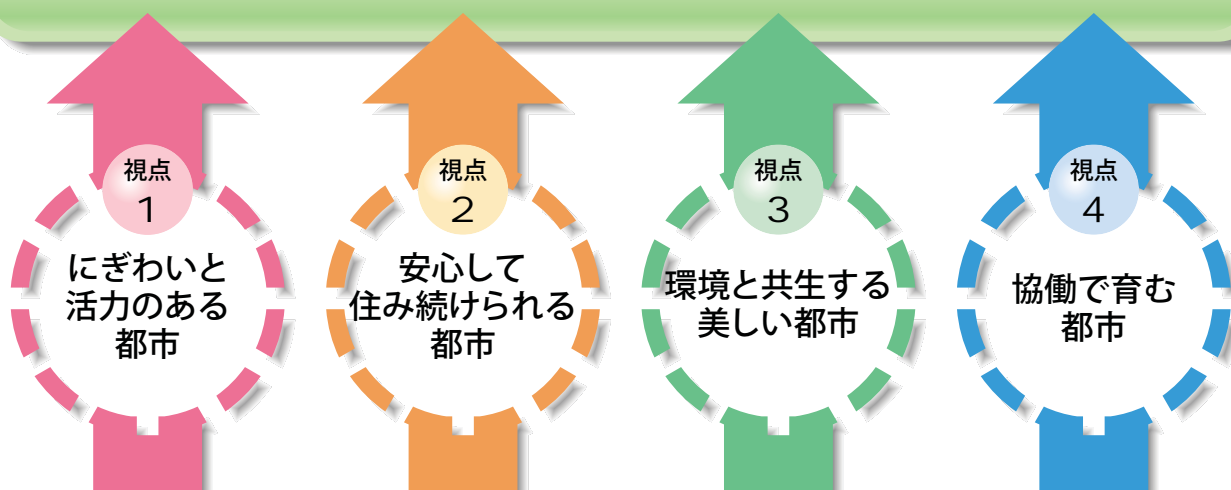 視点
1
にぎわいと
活力のある
都市
視点
2
安心して
住み続けられる
都市
視点
3
環境と共生する
美しい都市
視点
4
協働で育む
都市